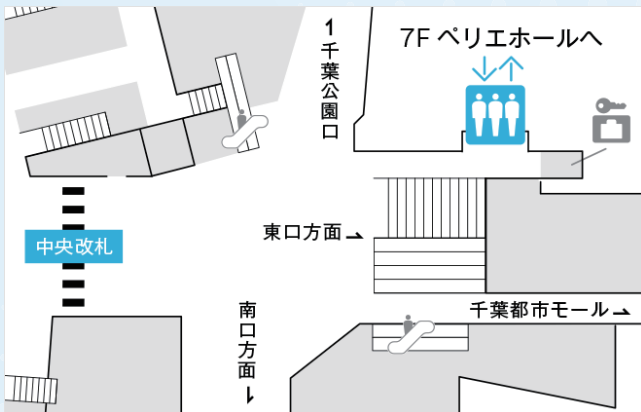 ↿千葉公園口
7F ペリエホールへ
東口方面⇀
中央改札
千葉都市モール⇀
南口方面⇂